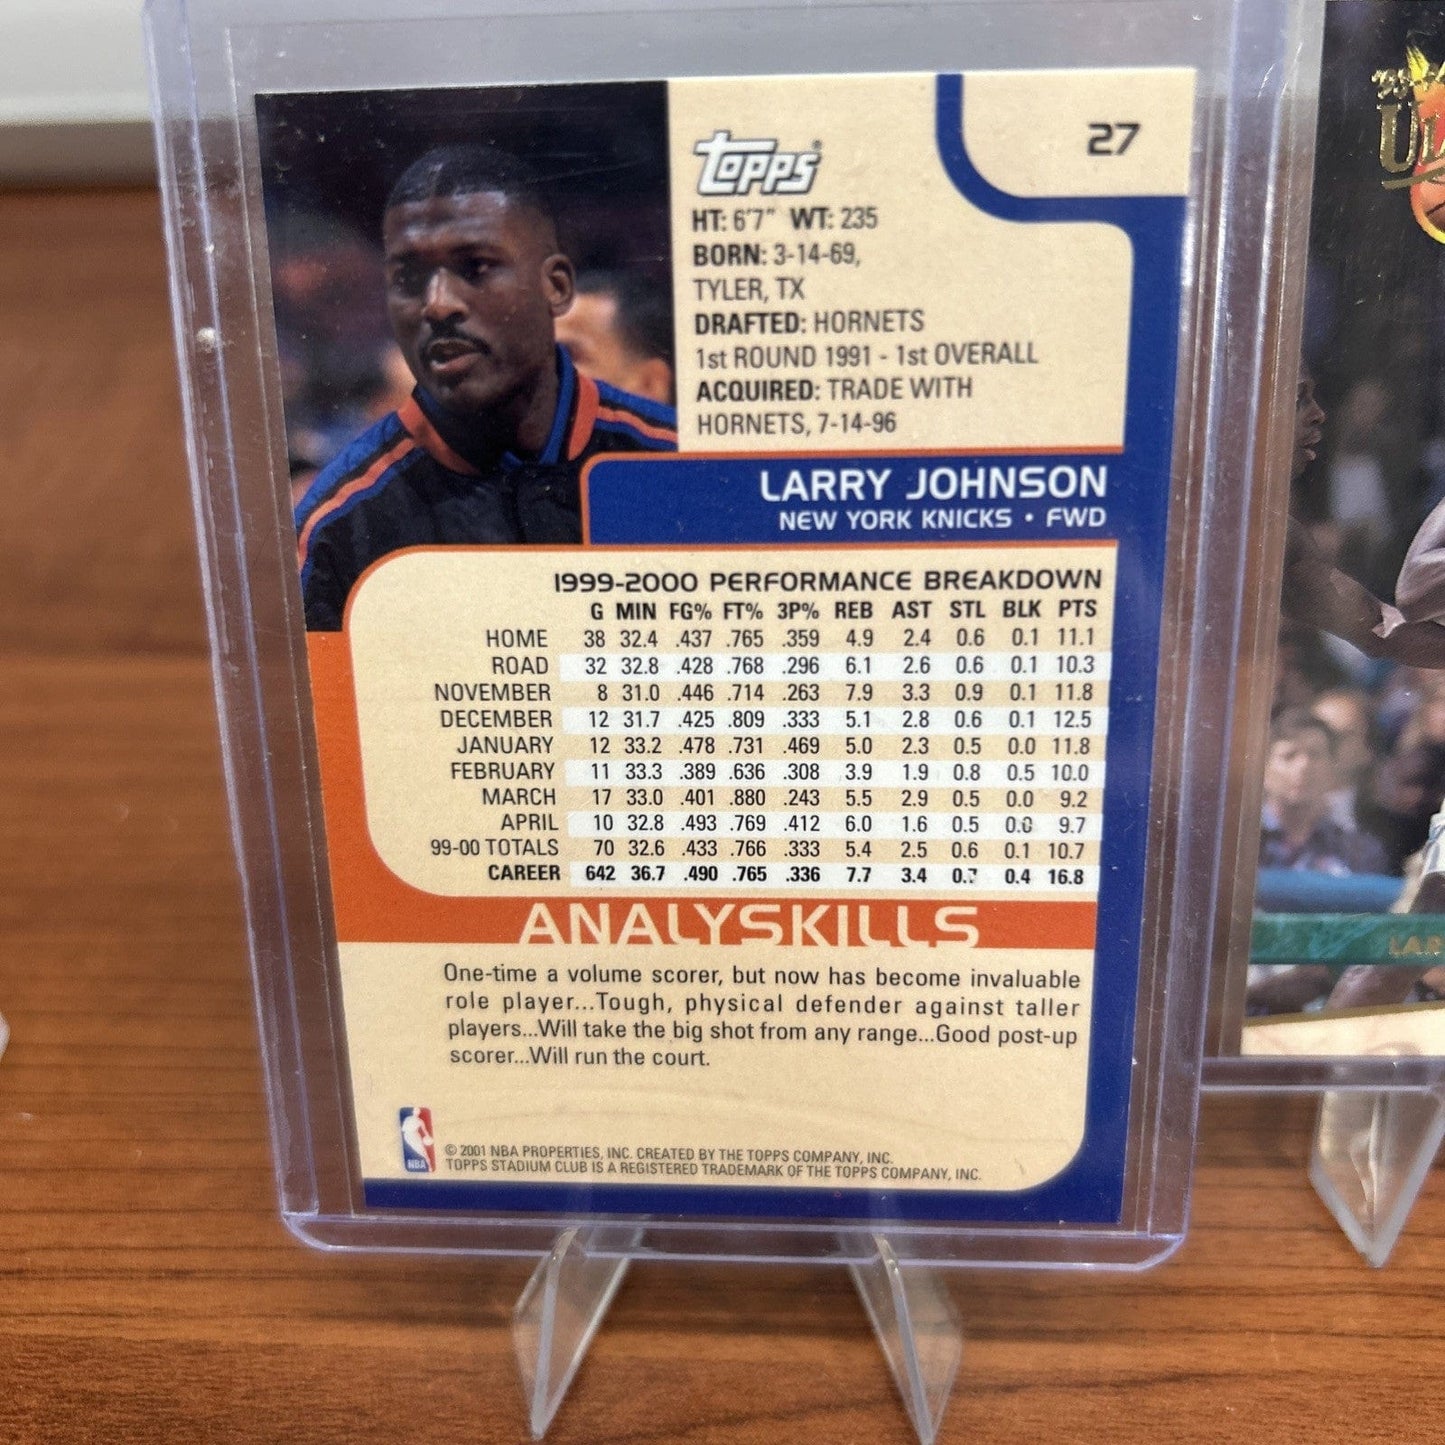 27
Topps
HT: 6'7" WT: 235
BORN: 3-14-69,
TYLER, TX
DRAFTED: HORNETS
1st ROUND 1991 - 1st OVERALL
ACQUIRED: TRADE WITH
HORNETS, 7-14-96
LARRY JOHNSON
NEW YORK KNICKS • FWD
1999-2000 PERFORMANCE BREAKDOWN
G MIN FG% FT% 3P% REB AST STL BLK PTS
HOME 38 32.4 .437 .765 .359 4.9 2.4 0.6 0.1 11.1
ROAD 32 32.8 .428 .768 .296 6.1 2.6 0.6 0.1 10.3
NOVEMBER 8 31.0 .446 .714 .263 7.9 3.3 0.9 0.1 11.8
DECEMBER 12 31.7 .425 .809 .333 5.1 2.8 0.6 0.1 12.5
JANUARY 12 33.2 .478 .731 .469 5.0 2.3 0.5 0.0 11.8
FEBRUARY 11 33.3 .389 .636 .308 3.9 1.9 0.8 0.5 10.0
MARCH 17 33.0 .401 .880 .243 5.5 2.9 0.5 0.0 9.2
APRIL 10 32.8 .493 .769 .412 6.0 1.6 0.5 0.0 9.7
99-00 TOTALS 70 32.6 .433 .766 .333 5.4 2.5 0.6 0.1 10.7
CAREER 642 36.7 .490 .765 .336 7.7 3.4 0.7 0.4 16.8
ANALYSKILLS
One-time a volume scorer, but now has become invaluable
role player...Tough, physical defender against taller
players...Will take the big shot from any range...Good post-up
scorer...Will run the court.
NBA
© 2001 NBA PROPERTIES, INC. CREATED BY THE TOPPS COMPANY, INC.
TOPPS STADIUM CLUB IS A REGISTERED TRADEMARK OF THE TOPPS COMPANY, INC.
LAR